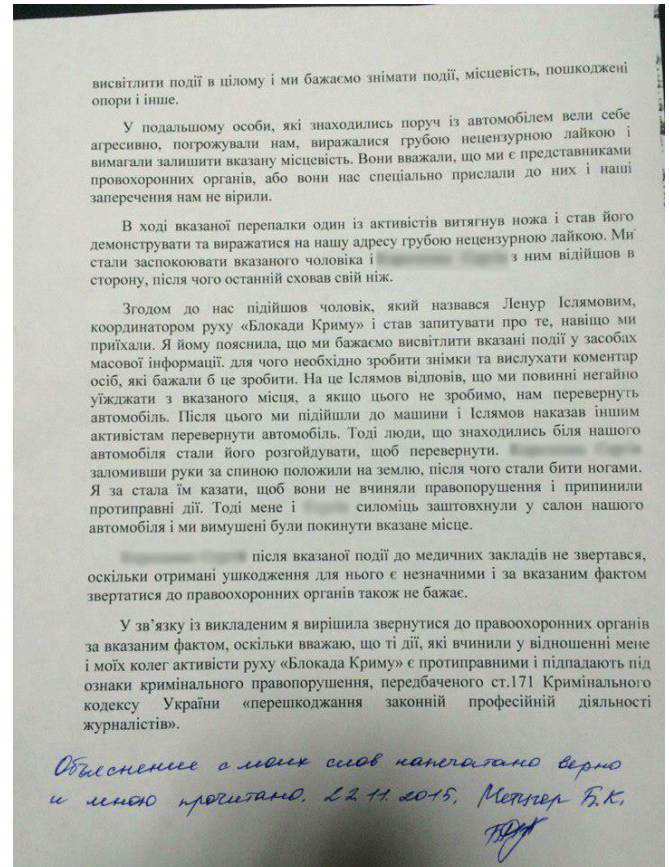 висвітлити події в цілому і ми бажаємо знімати події, місцевість, пошкоджені
опори і інше.
У подальшому особи, які знаходились поруч із автомобілем вели себе
агресивно, погрожували нам, виражалися грубою нецензурною лайкою і
вимагали залишити вказану місцевість. Вони вважали, що ми є представниками
провохоронних органів, або вони нас спеціально прислали до них і наші
заперечення нам не вірили.
В ході вказаної перепалки один із активістів витягнув ножа і став його
демонструвати та виражатися на нашу адресу грубою нецензурною лайкою. Ми
стали заспокоювати вказаного чоловіка і з ним відійшов в
сторону, після чого останній сховав свій ніж.
Згодом до нас підійшов чоловік, який назвався Ленур Іслямовим,
координатором руху «Блокади Криму» і став запитувати про те, навіщо ми
приїхали. Я йому пояснила, що ми бажаємо висвітлити вказані події у засобах
масової інформації. для чого необхідно зробити знімки та вислухати коментар
осіб, які бажали б це зробити. На це Іслямов відповів, що ми повинні негайно
уїжджати з вказаного місця, а якщо цього не зробимо, нам перевернуть
автомобіль. Після цього ми підійшли до машини і Іслямов наказав іншим
активістам перевернути автомобіль. Тоді люди, що знаходились біля нашого
автомобіля стали його розгойдувати, щоб перевернути.
заломивши руки за спиною положили на землю, після чого стали бити ногами.
Я за стала їм казати, щоб вони не вчиняли правопорушення і припинили
протиправні дії. Тоді мене і силоміць заштовхнули у салон нашого
автомобіля і ми вимушені були покинути вказане місце.
після вказаної події до медичних закладів не звертався,
оскільки отримані ушкодження для нього є незначними і за вказаним фактом
звертатися до правоохоронних органів також не бажає.
У зв’язку із викладеним я вирішила звернутися до правоохоронних органів
за вказаним фактом, оскільки вважаю, що ті дії, які вчинили у відношенні мене
і моїх колег активісти руху «Блокада Криму» є протиправними і підпадають під
ознаки кримінального правопорушення, передбаченого ст.171 Кримінального
кодексу України «перешкоджання законній професійній діяльності
журналістів».
Объяснение с моих слов напечатано верно
и мною прочитано. 22.11.2015. Метцгер Б.К.